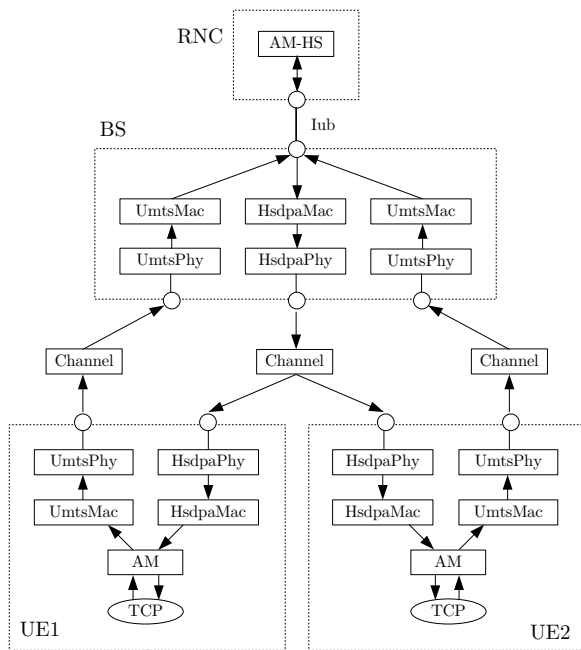 RNC
AM-HS
Iub
BS
UmtsMac
HsdpaMac
UmtsMac
UmtsPhy
HsdpaPhy
UmtsPhy
Channel
Channel
Channel
UmtsPhy
HsdpaPhy
HsdpaPhy
UmtsPhy
UmtsMac
HsdpaMac
HsdpaMac
UmtsMac
AM
AM
TCP
TCP
UE1
UE2